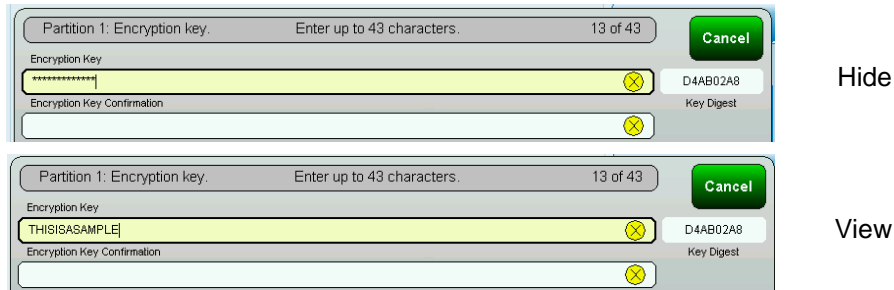 Partition 1: Encryption key. Enter up to 43 characters. 13 of 43
Cancel
Encryption Key
*************
D4AB02A8
Hide
Encryption Key Confirmation
Key Digest
Partition 1: Encryption key. Enter up to 43 characters. 13 of 43
Cancel
Encryption Key
THISISASAMPLE
D4AB02A8
View
Encryption Key Confirmation
Key Digest